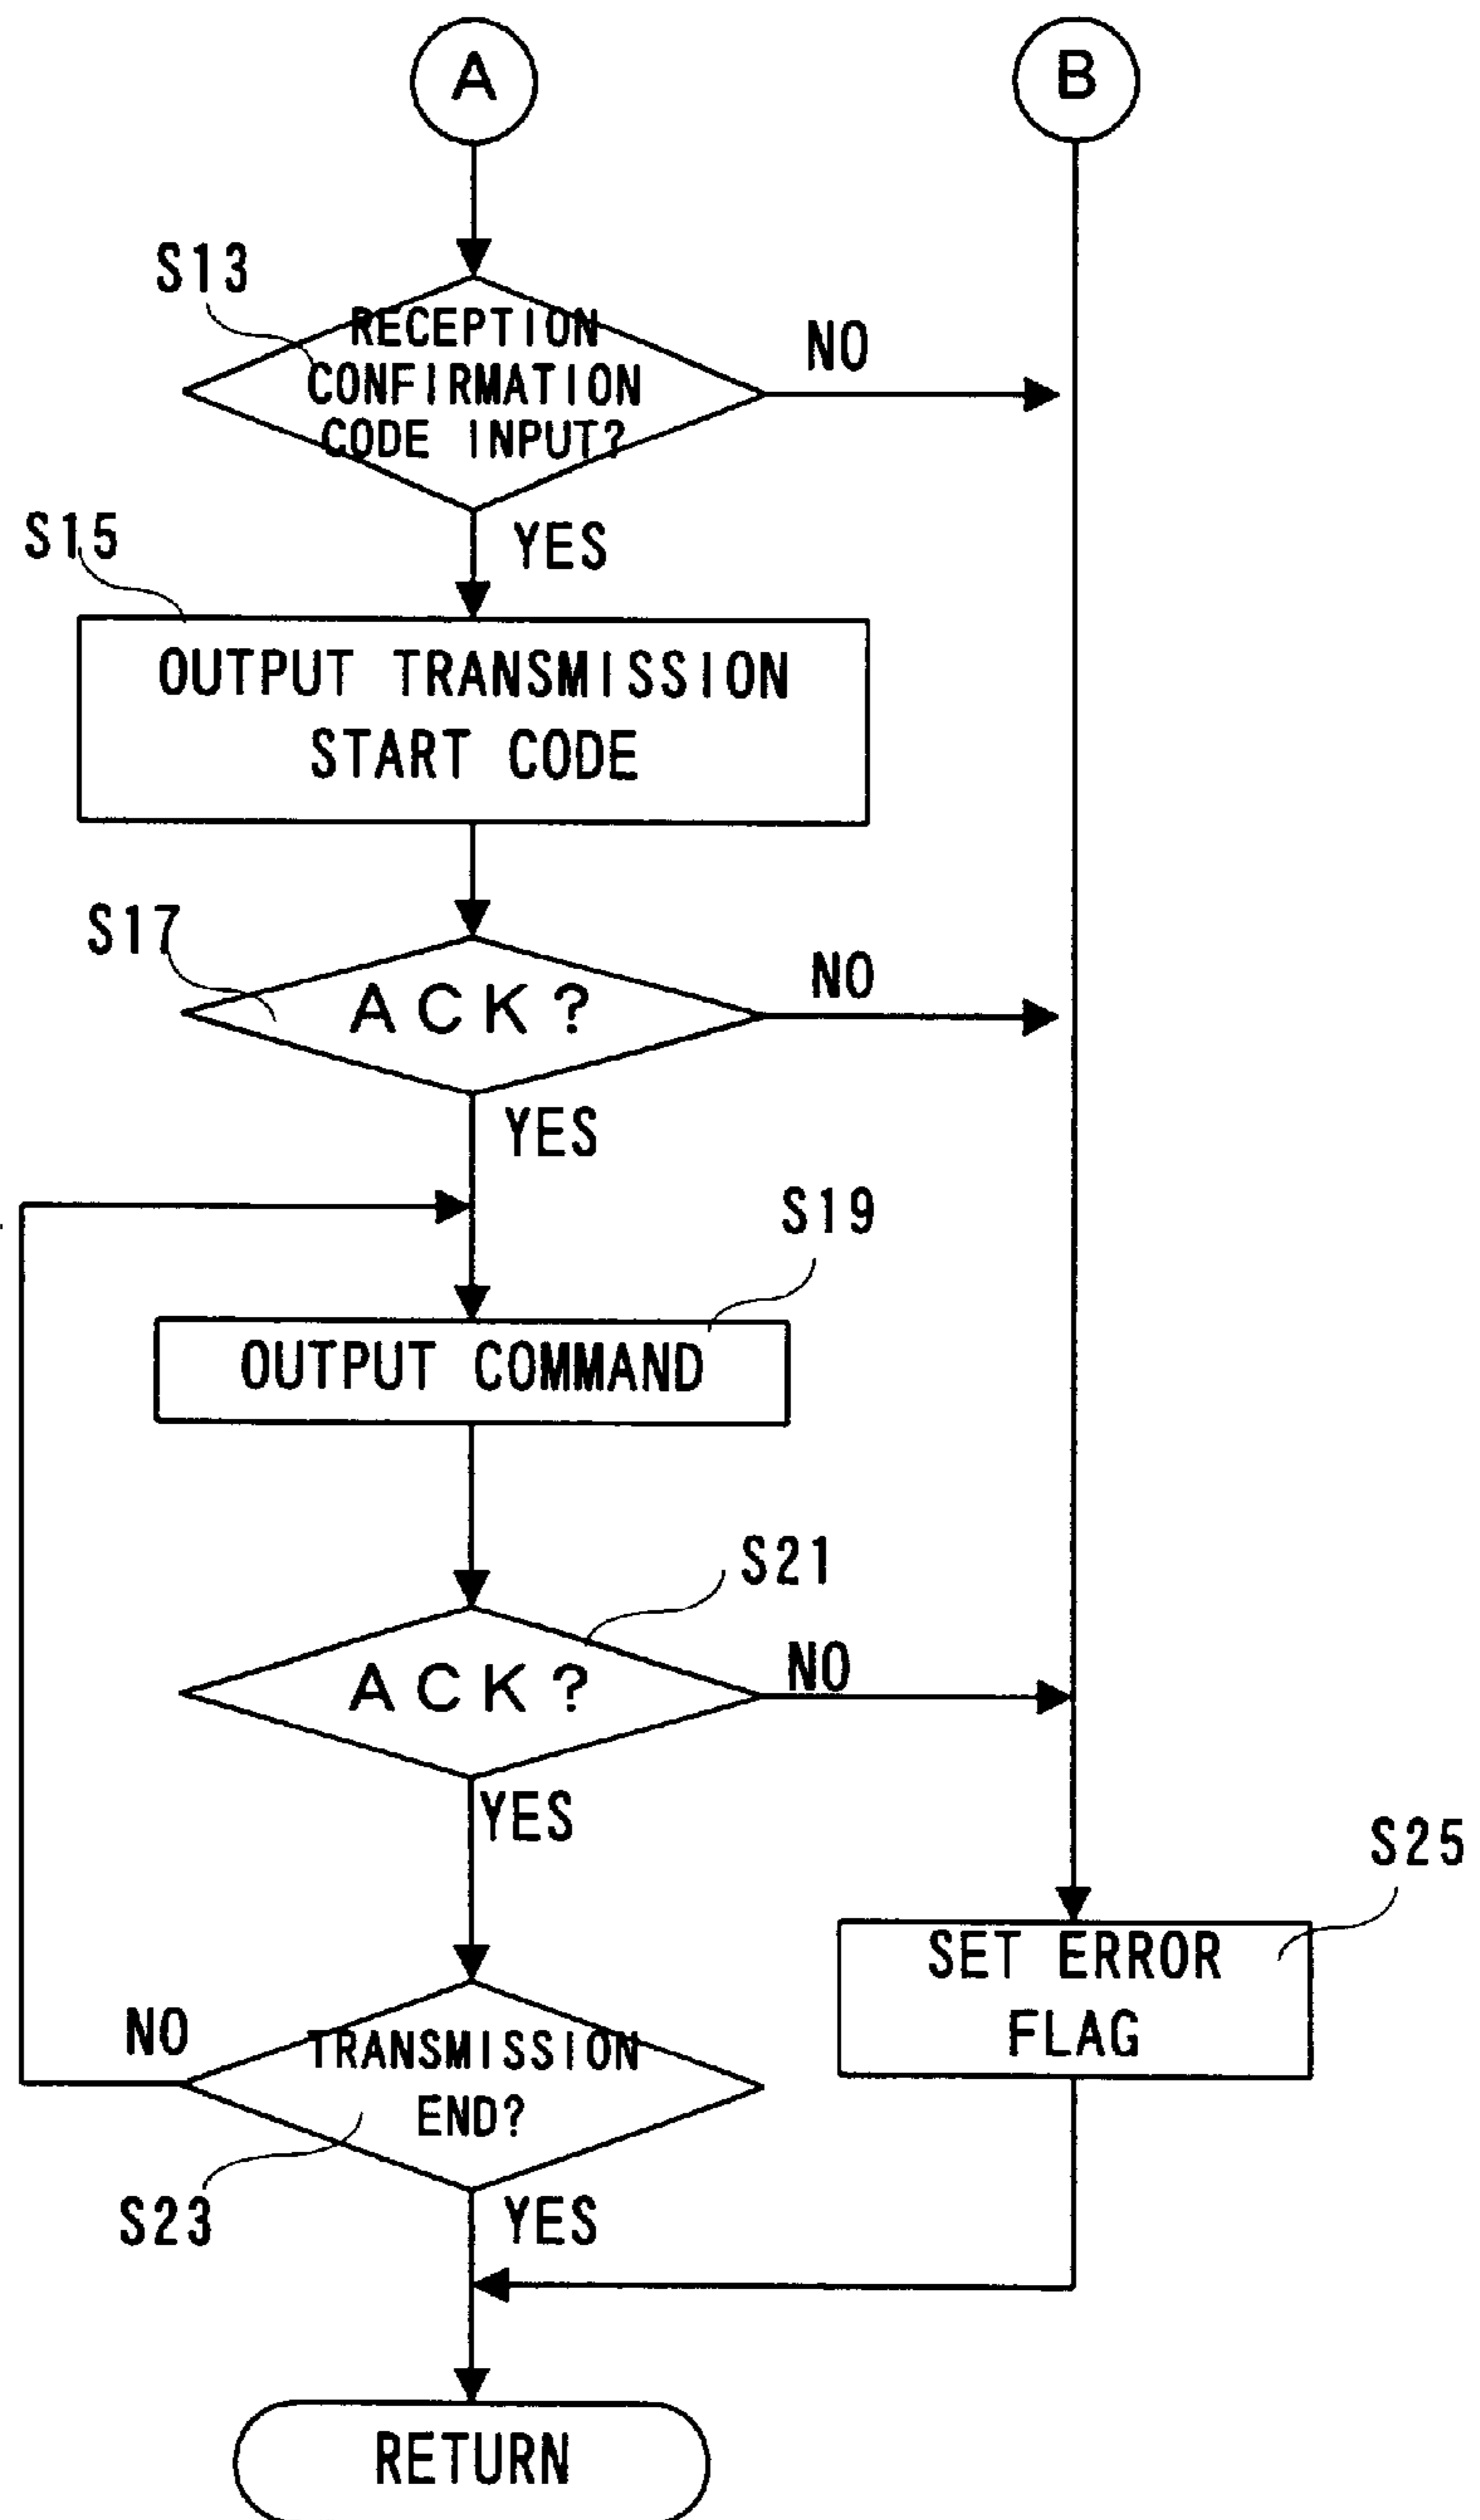 A
B
S13
RECEPTION
CONFIRMATION
CODE INPUT?
NO
YES
S15
OUTPUT TRANSMISSION
START CODE
S17
ACK?
NO
YES
S19
OUTPUT COMMAND
S21
ACK?
NO
YES
S25
SET ERROR
FLAG
NO
TRANSMISSION
END?
S23
YES
RETURN